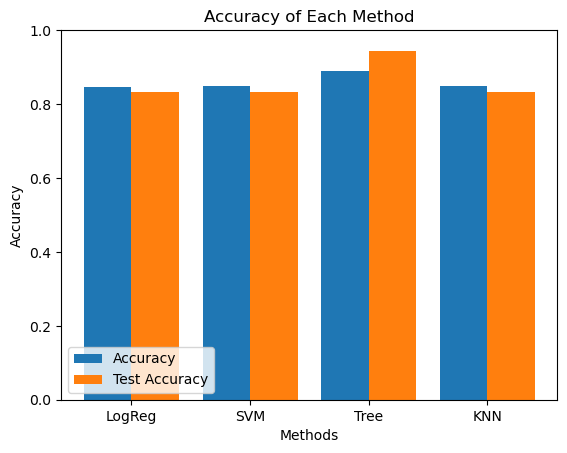 Accuracy of Each Method
Accuracy
1.0
0.8
0.6
0.4
0.2
0.0
Accuracy
Test Accuracy
LogReg SVM Tree KNN
Methods